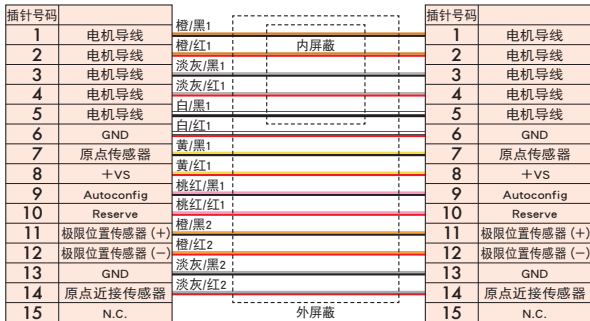 插针号码 插针号码
橙/黑1
1 电机导线 1 电机导线
橙/红1 内屏蔽
2 电机导线 2 电机导线
淡灰/黑1
3 电机导线 3 电机导线
淡灰/红1
4 电机导线 4 电机导线
白/黑1
5 电机导线 5 电机导线
白/红1
6 GND 6 GND
黄/黑1
7 原点传感器 7 原点传感器
黄/红1
8 +VS 8 +VS
桃红/黑1
9 Autoconfig 9 Autoconfig
桃红/红1
10 Reserve 10 Reserve
橙/黑2
11 极限位置传感器(+) 11 极限位置传感器(+)
橙/红2
12 极限位置传感器(-) 12 极限位置传感器(-)
淡灰/黑2
13 GND 13 GND
淡灰/红2
14 原点近接传感器 14 原点近接传感器
15 N.C. 外屏蔽 15 N.C.